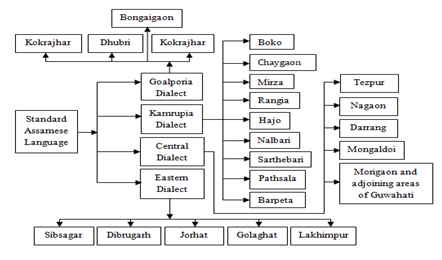 Bongaigaon
Kokrajhar
Dhubri
Kokrajhar
Goalporia
Dialect
Kamrupia
Dialect
Central
Dialect
Eastern
Dialect
Standard
Assamese
Language
Boko
Chaygaon
Mirza
Rangia
Hajo
Nalbari
Sarthebari
Pathsala
Barpeta
Tezpur
Nagaon
Darrang
Mongaldoi
Morigaon and
adjoining areas
of Guwahati
Sibsagar
Dibrugarh
Jorhat
Golaghat
Lakhimpur